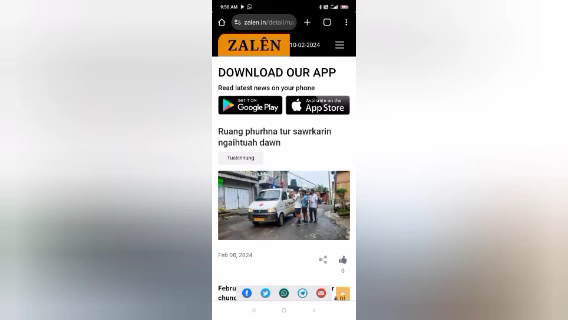 9:56 AM
zalen.in/detail/ru
ZALÊN
10-02-2024
DOWNLOAD OUR APP
Read latest news on your phone
GET IT ON
Google Play
Available on the
App Store
Ruang phurhna tur sawrkarin
ngaihtuah dawn
Tualchhung
Feb 08, 2024
0
Febru
chunc